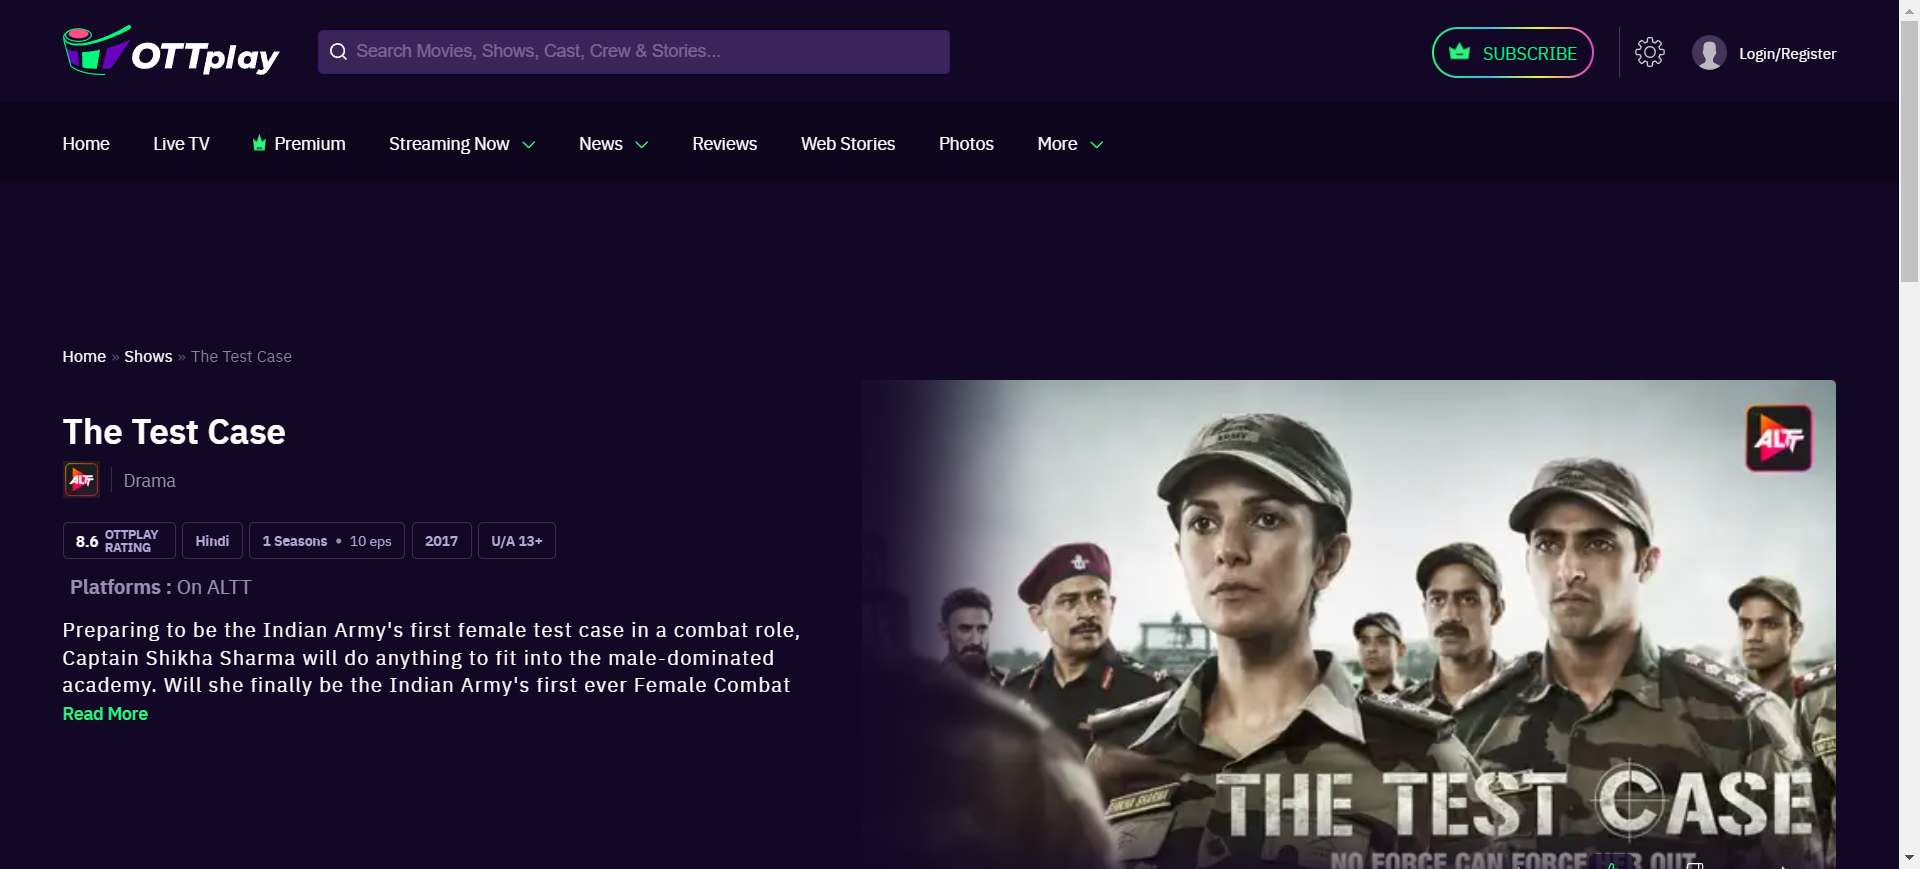 OTTplay
Search Movies, Shows, Cast, Crew & Stories...
SUBSCRIBE
Login/Register
Home
Live TV
Premium
Streaming Now
News
Reviews
Web Stories
Photos
More
Home » Shows » The Test Case
The Test Case
ALTT
Drama
8.6 OTTPLAY RATING
Hindi
1 Seasons • 10 eps
2017
U/A 13+
Platforms : On ALTT
Preparing to be the Indian Army's first female test case in a combat role,
Captain Shikha Sharma will do anything to fit into the male-dominated
academy. Will she finally be the Indian Army's first ever Female Combat
Read More
ALTT
ARMY
SHIKHA SHARMA
THE TEST CASE
NO FORCE CAN FORCE HER OUT